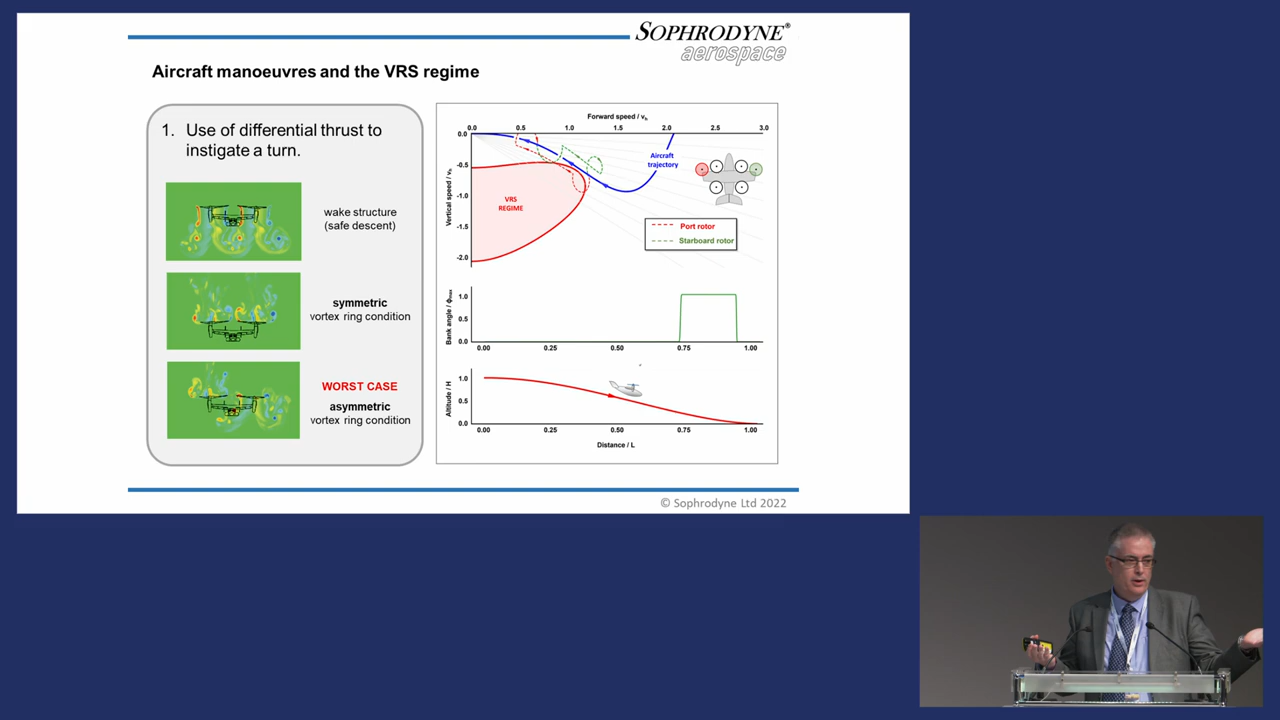 SOPHRODYNE®
aerospace
Aircraft manoeuvres and the VRS regime
1. Use of differential thrust to
instigate a turn.
wake structure
(safe descent)
symmetric
vortex ring condition
WORST CASE
asymmetric
vortex ring condition
Forward speed / vh
0.0 0.5 1.0 1.5 2.0 2.5 3.0
Vertical speed / vh
0.0
-0.5
-1.0
-1.5
-2.0
Aircraft
trajectory
VRS
REGIME
Port rotor
Starboard rotor
Bank angle / ϕmax
1.0
0.5
0.0
0.00 0.25 0.50 0.75 1.00
Altitude / H
1.0
0.5
0.0
0.00 0.25 0.50 0.75 1.00
Distance / L
© Sophrodyne Ltd 2022